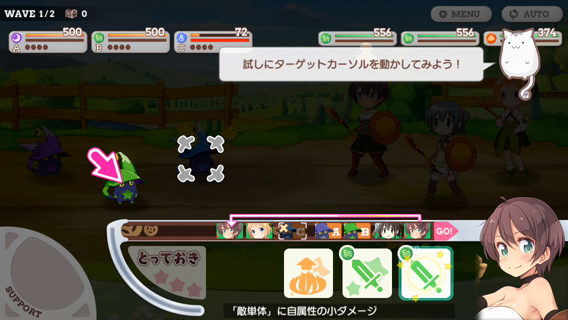 WAVE 1/2 0
MENU
AUTO
500
A
500
B
72
C
556
556
374
試しにターゲットカーソルを動かしてみよう！
A B GO!
とっておき
SUPPORT
「敵単体」に自属性の小ダメージ